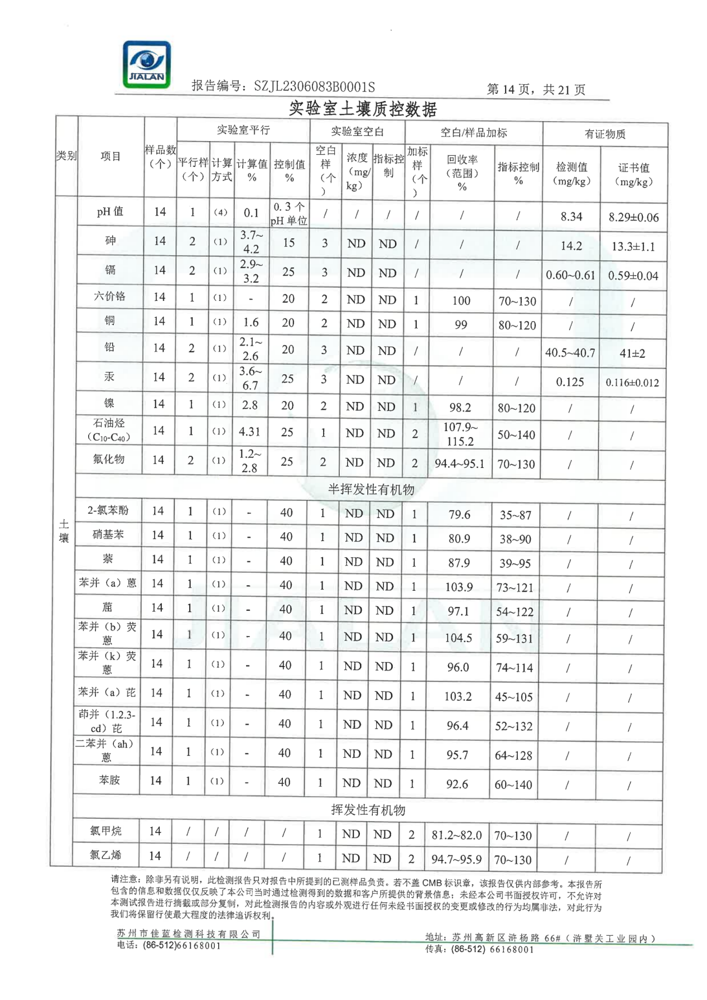 JIALAN
报告编号：SZJL2306083B0001S 第 14 页，共 21 页
实验室土壤质控数据
类别 项目 样品数（个） 实验室平行 实验室空白 空白/样品加标 有证物质
平行样（个） 计算方式 计算值% 控制值% 空白样（个） 浓度（mg/kg） 指标控制 加标样（个） 回收率（范围）% 指标控制% 检测值（mg/kg） 证书值（mg/kg）
土壤
pH 值 14 1 （4） 0.1 0.3 个pH 单位 / / / / / / 8.34 8.29±0.06
砷 14 2 （1） 3.7~4.2 15 3 ND ND / / / 14.2 13.3±1.1
镉 14 2 （1） 2.9~3.2 25 3 ND ND / / / 0.60~0.61 0.59±0.04
六价铬 14 1 （1） - 20 2 ND ND 1 100 70~130 / /
铜 14 1 （1） 1.6 20 2 ND ND 1 99 80~120 / /
铅 14 2 （1） 2.1~2.6 20 3 ND ND / / / 40.5~40.7 41±2
汞 14 2 （1） 3.6~6.7 25 3 ND ND / / / 0.125 0.116±0.012
镍 14 1 （1） 2.8 20 2 ND ND 1 98.2 80~120 / /
石油烃（C10-C40） 14 1 （1） 4.31 25 1 ND ND 2 107.9~115.2 50~140 / /
氟化物 14 2 （1） 1.2~2.8 25 2 ND ND 2 94.4~95.1 70~130 / /
半挥发性有机物
2-氯苯酚 14 1 （1） - 40 1 ND ND 1 79.6 35~87 / /
硝基苯 14 1 （1） - 40 1 ND ND 1 80.9 38~90 / /
萘 14 1 （1） - 40 1 ND ND 1 87.9 39~95 / /
苯并（a）蒽 14 1 （1） - 40 1 ND ND 1 103.9 73~121 / /
䓛 14 1 （1） - 40 1 ND ND 1 97.1 54~122 / /
苯并（b）荧蒽 14 1 （1） - 40 1 ND ND 1 104.5 59~131 / /
苯并（k）荧蒽 14 1 （1） - 40 1 ND ND 1 96.0 74~114 / /
苯并（a）芘 14 1 （1） - 40 1 ND ND 1 103.2 45~105 / /
茚并（1.2.3-cd）芘 14 1 （1） - 40 1 ND ND 1 96.4 52~132 / /
二苯并（ah）蒽 14 1 （1） - 40 1 ND ND 1 95.7 64~128 / /
苯胺 14 1 （1） - 40 1 ND ND 1 92.6 60~140 / /
挥发性有机物
氯甲烷 14 / / / / 1 ND ND 2 81.2~82.0 70~130 / /
氯乙烯 14 / / / / 1 ND ND 2 94.7~95.9 70~130 / /
请注意：除非另有说明，此检测报告只对报告中所提到的已测样品负责。若不盖 CMB 标识章，该报告仅供内部参考。本报告所
包含的信息和数据仅仅反映了本公司当时通过检测得到的数据和客户所提供的背景信息；未经本公司书面授权许可，不允许对
本测试报告进行摘截或部分复制，对此检测报告的内容或外观进行任何未经书面授权的变更或修改的行为均属非法，对此行为
我们将保留行使最大程度的法律追诉权利。
苏州市佳蓝检测科技有限公司 地址：苏州高新区浒杨路 66#（浒墅关工业园内）
电话：(86-512)66168001 传真：(86-512) 66168001